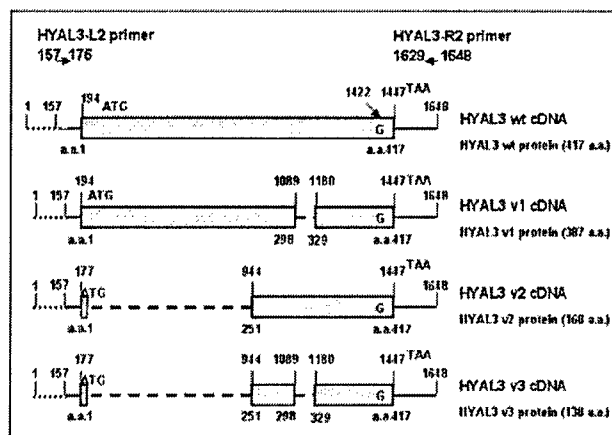 HYAL3-L2 primer
157 176
HYAL3-R2 primer
1629 1648
1 157 194 ATG 1422 1447 TAA 1648
G
a.a.1 a.a.417
HYAL3 wt cDNA
HYAL3 wt protein (417 a.a.)
1 157 194 ATG 1089 1180 1447 TAA 1648
G
a.a.1 298 329 a.a.417
HYAL3 v1 cDNA
HYAL3 v1 protein (387 a.a.)
1 157 177 ATG 944 1447 TAA 1648
G
a.a.1 251 a.a.417
HYAL3 v2 cDNA
HYAL3 v2 protein (168 a.a.)
1 157 177 ATG 944 1089 1180 1447 TAA 1648
G
a.a.1 251 298 329 a.a.417
HYAL3 v3 cDNA
HYAL3 v3 protein (138 a.a.)